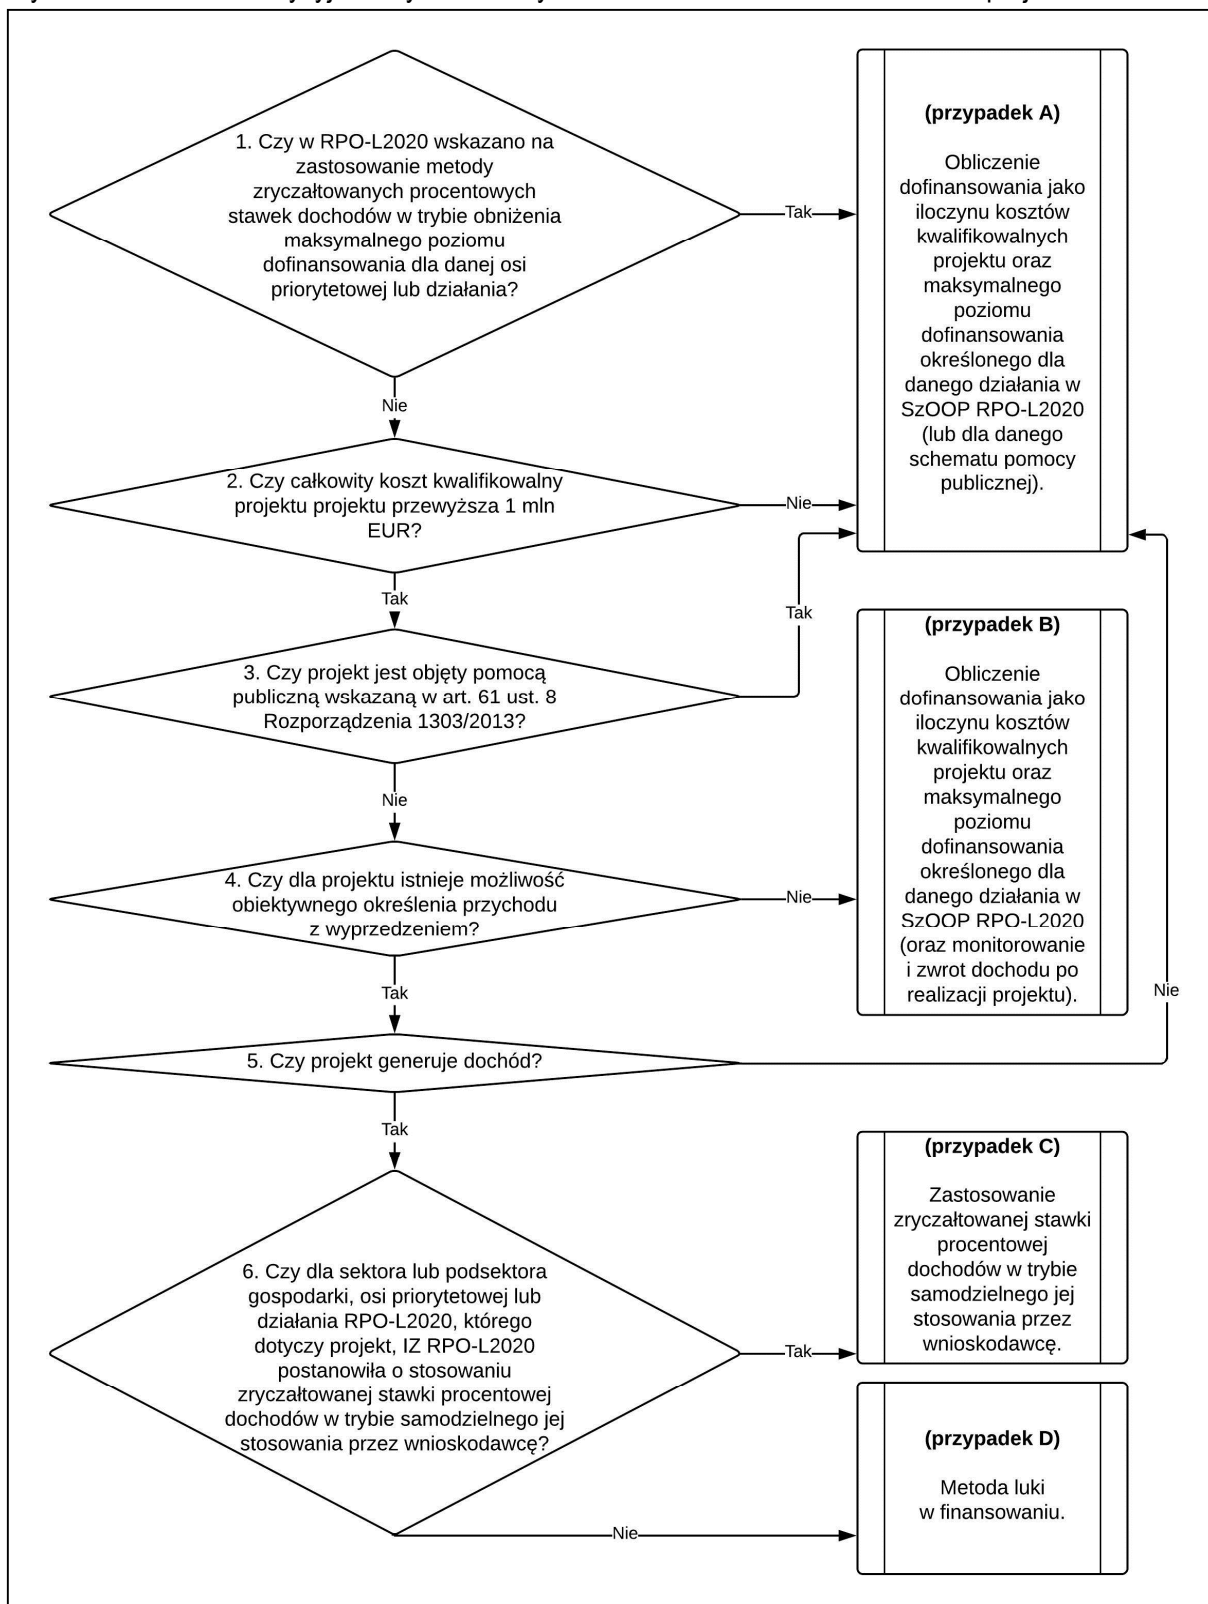 1. Czy w RPO-L2020 wskazano na
zastosowanie metody
zryczałtowanych procentowych
stawek dochodów w trybie obniżenia
maksymalnego poziomu
dofinansowania dla danej osi
priorytetowej lub działania?
Tak
(przypadek A)
Obliczenie
dofinansowania jako
iloczynu kosztów
kwalifikowalnych
projektu oraz
maksymalnego
poziomu
dofinansowania
określonego dla
danego działania w
SzOOP RPO-L2020
(lub dla danego
schematu pomocy
publicznej).
Nie
2. Czy całkowity koszt kwalifikowalny
projektu projektu przewyższa 1 mln
EUR?
Nie
Tak
3. Czy projekt jest objęty pomocą
publiczną wskazaną w art. 61 ust. 8
Rozporządzenia 1303/2013?
Tak
(przypadek B)
Obliczenie
dofinansowania jako
iloczynu kosztów
kwalifikowalnych
projektu oraz
maksymalnego
poziomu
dofinansowania
określonego dla
danego działania w
SzOOP RPO-L2020
(oraz monitorowanie
i zwrot dochodu po
realizacji projektu).
Nie
4. Czy dla projektu istnieje możliwość
obiektywnego określenia przychodu
z wyprzedzeniem?
Nie
Tak
5. Czy projekt generuje dochód?
Nie
Tak
(przypadek C)
Zastosowanie
zryczałtowanej stawki
procentowej
dochodów w trybie
samodzielnego jej
stosowania przez
wnioskodawcę.
6. Czy dla sektora lub podsektora
gospodarki, osi priorytetowej lub
działania RPO-L2020, którego
dotyczy projekt, IZ RPO-L2020
postanowiła o stosowaniu
zryczałtowanej stawki procentowej
dochodów w trybie samodzielnego jej
stosowania przez wnioskodawcę?
Tak
(przypadek D)
Metoda luki
w finansowaniu.
Nie